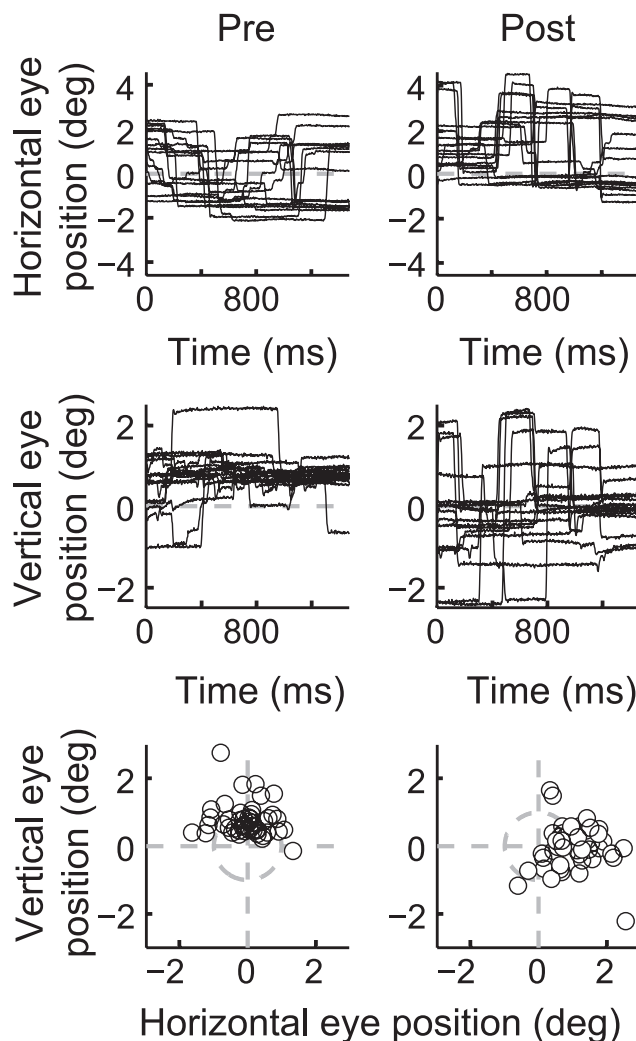 Pre Post
Horizontal eye
position (deg)
4 4
2 2
0 0
−2 −2
−4 −4
0 800 0 800
Time (ms) Time (ms)
Vertical eye
position (deg)
2 2
0 0
−2 −2
0 800 0 800
Time (ms) Time (ms)
Vertical eye
position (deg)
2 2
0 0
−2 −2
−2 0 2 −2 0 2
Horizontal eye position (deg)